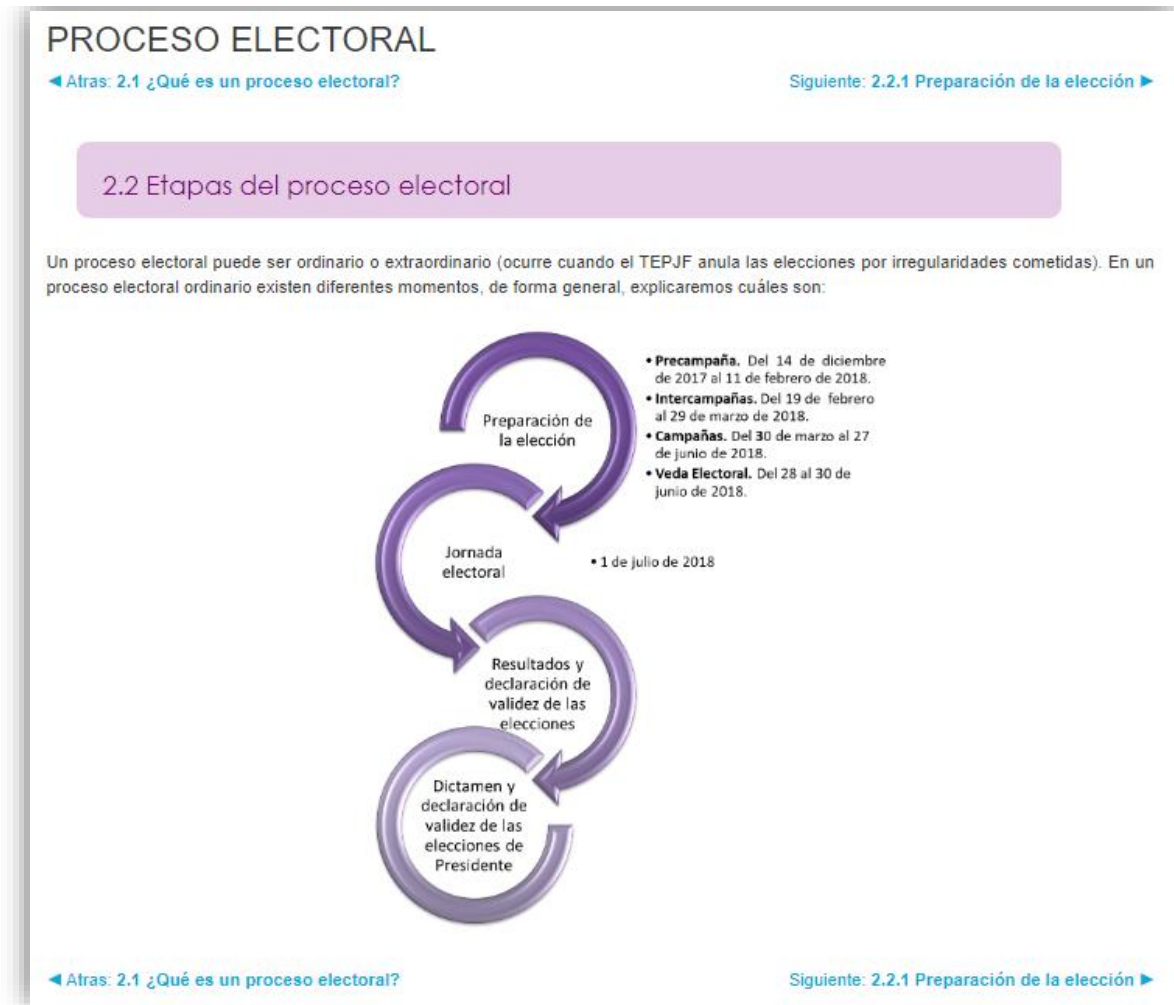 PROCESO ELECTORAL
◄ Atras: 2.1 ¿Qué es un proceso electoral?
Siguiente: 2.2.1 Preparación de la elección ►
2.2 Etapas del proceso electoral
Un proceso electoral puede ser ordinario o extraordinario (ocurre cuando el TEPJF anula las elecciones por irregularidades cometidas). En un
proceso electoral ordinario existen diferentes momentos, de forma general, explicaremos cuáles son:
Preparación de
la elección
• Precampaña. Del 14 de diciembre
de 2017 al 11 de febrero de 2018.
• Intercampañas. Del 19 de febrero
al 29 de marzo de 2018.
• Campañas. Del 30 de marzo al 27
de junio de 2018.
• Veda Electoral. Del 28 al 30 de
junio de 2018.
Jornada
electoral
• 1 de julio de 2018
Resultados y
declaración de
validez de las
elecciones
Dictamen y
declaración de
validez de las
elecciones de
Presidente
◄ Atras: 2.1 ¿Qué es un proceso electoral?
Siguiente: 2.2.1 Preparación de la elección ►